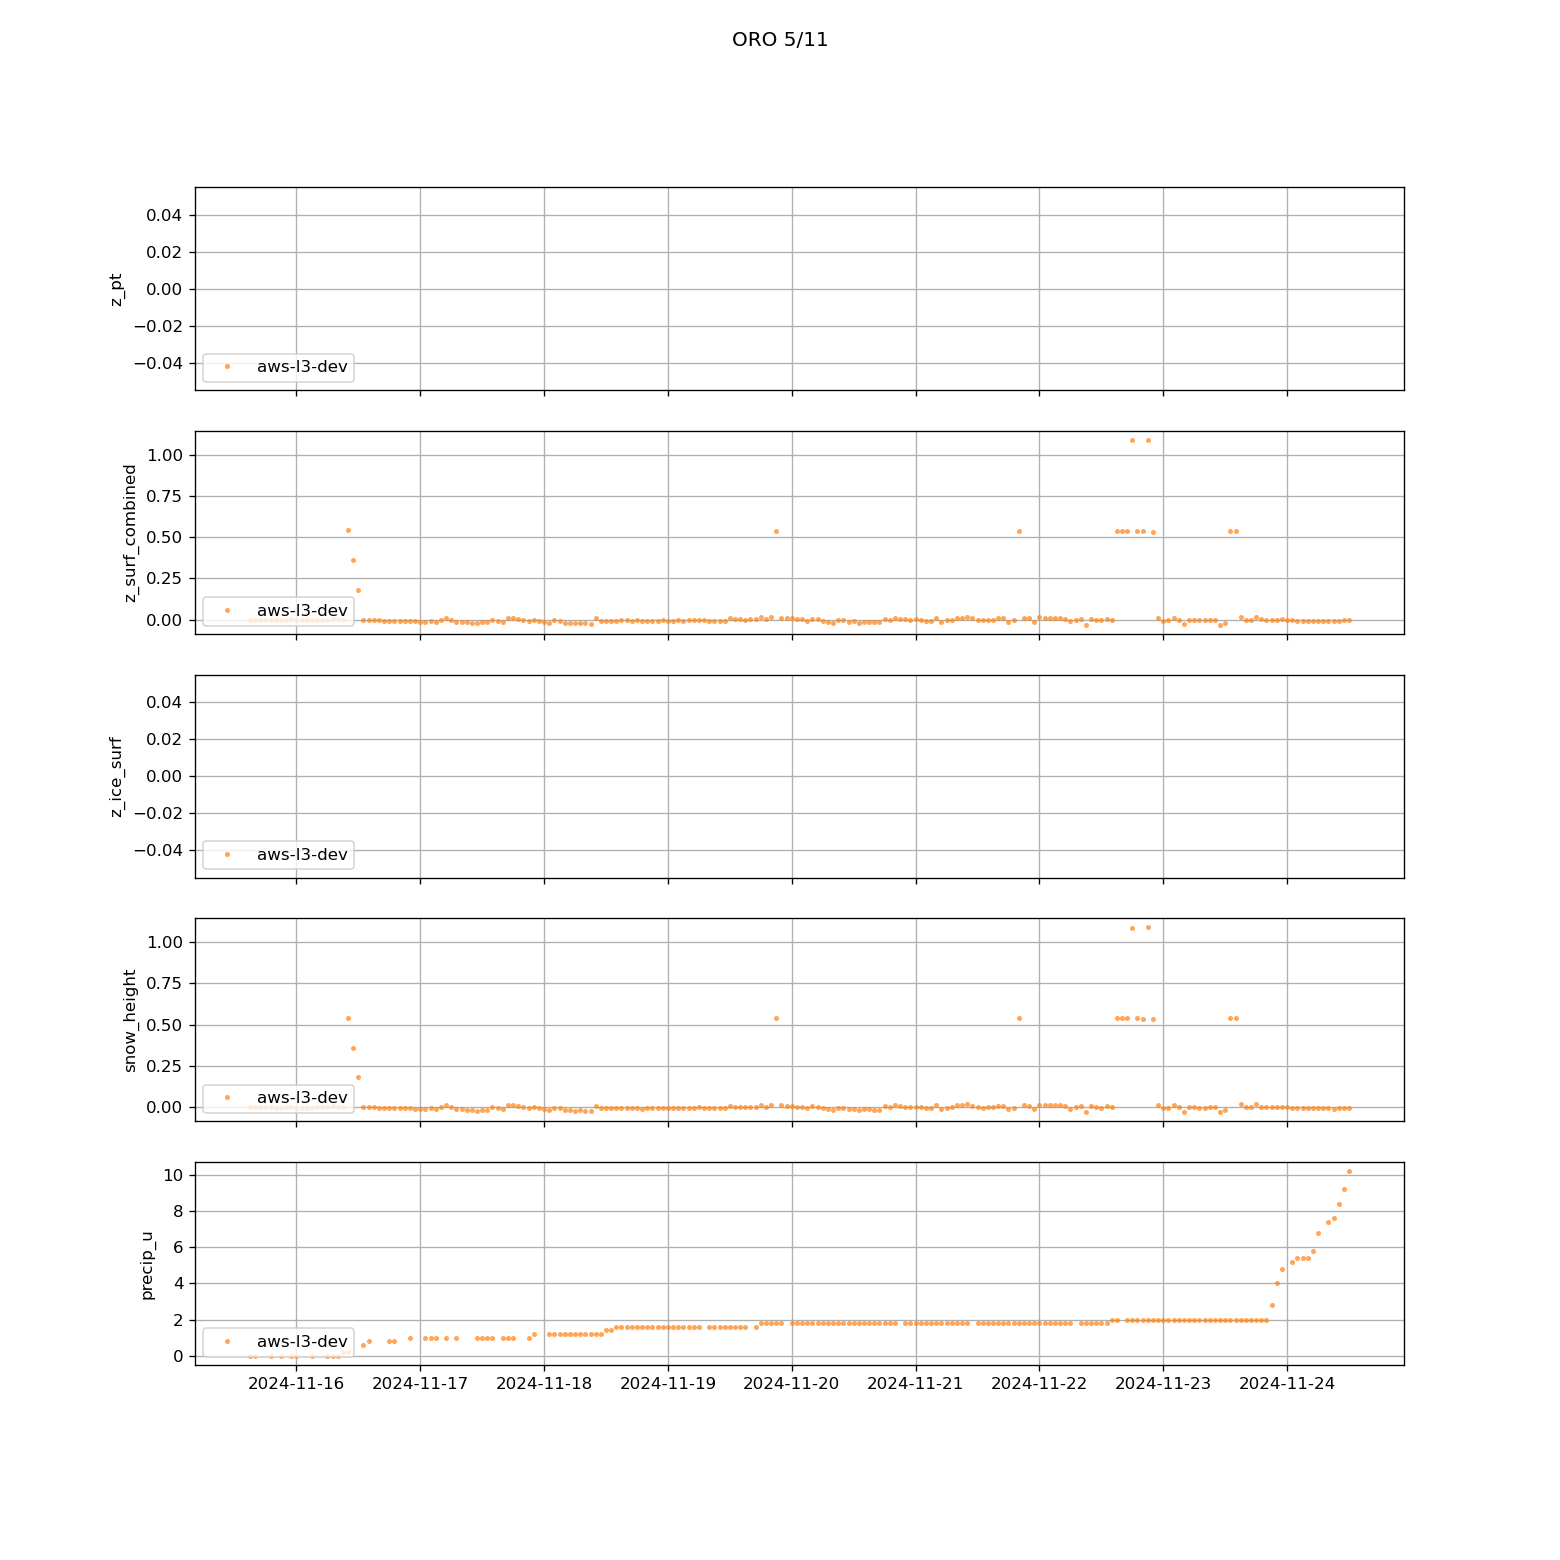 ORO 5/11
z_pt
0.04
0.02
0.00
−0.02
−0.04
aws-l3-dev
z_surf_combined
1.00
0.75
0.50
0.25
0.00
aws-l3-dev
z_ice_surf
0.04
0.02
0.00
−0.02
−0.04
aws-l3-dev
snow_height
1.00
0.75
0.50
0.25
0.00
aws-l3-dev
precip_u
10
8
6
4
2
0
aws-l3-dev
2024-11-16 2024-11-17 2024-11-18 2024-11-19 2024-11-20 2024-11-21 2024-11-22 2024-11-23 2024-11-24